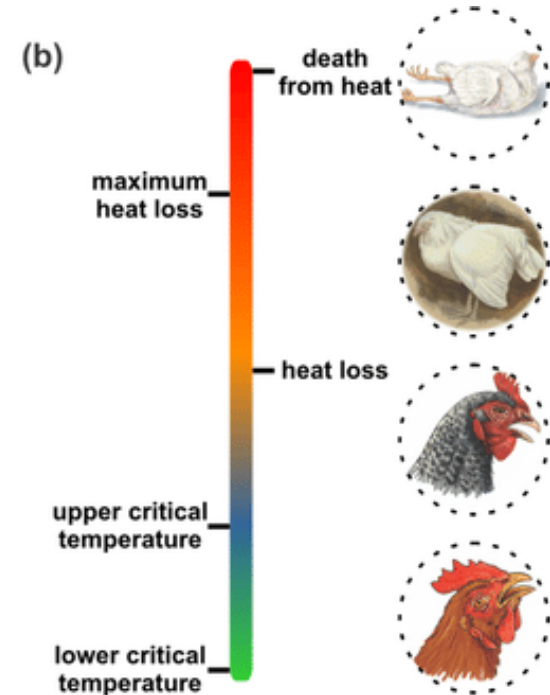 (b)
death
from heat
maximum
heat loss
heat loss
upper critical
temperature
lower critical
temperature